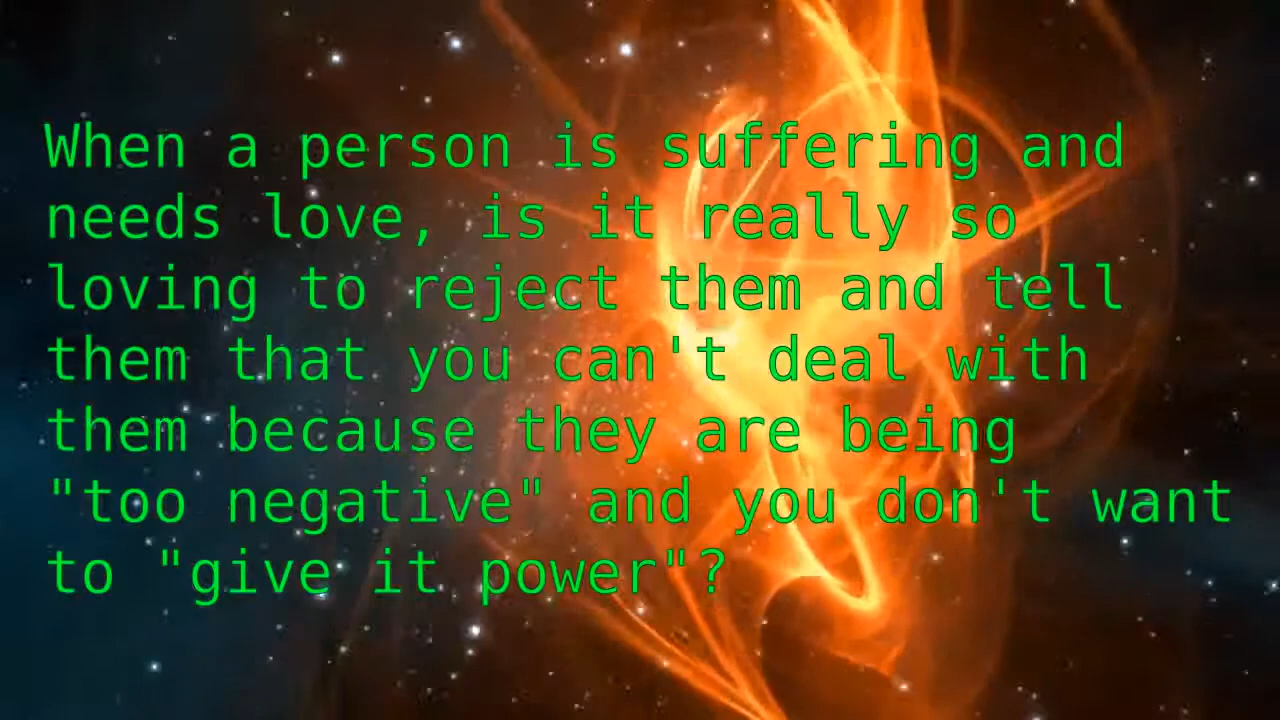 When a person is suffering and
needs love, is it really so
loving to reject them and tell
them that you can't deal with
them because they are being
"too negative" and you don't want
to "give it power"?